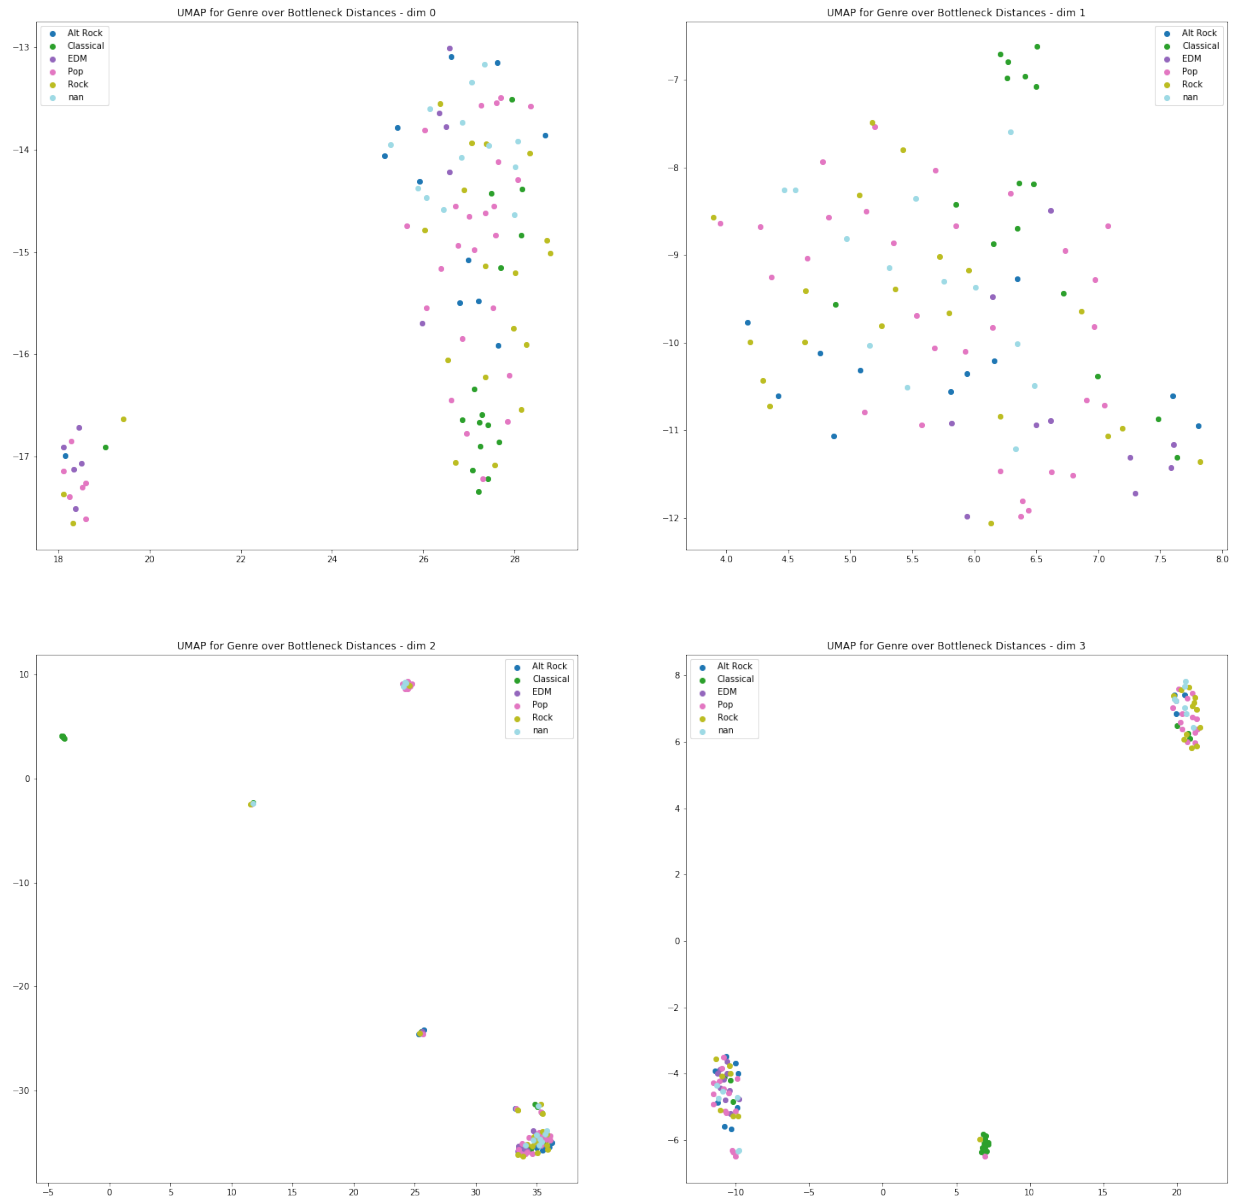 UMAP for Genre over Bottleneck Distances - dim 0
Alt Rock
Classical
EDM
Pop
Rock
nan
−13
−14
−15
−16
−17
18
20
22
24
26
28
UMAP for Genre over Bottleneck Distances - dim 1
Alt Rock
Classical
EDM
Pop
Rock
nan
−7
−8
−9
−10
−11
−12
4.0
4.5
5.0
5.5
6.0
6.5
7.0
7.5
8.0
UMAP for Genre over Bottleneck Distances - dim 2
Alt Rock
Classical
EDM
Pop
Rock
nan
10
0
−10
−20
−30
−5
0
5
10
15
20
25
30
35
UMAP for Genre over Bottleneck Distances - dim 3
Alt Rock
Classical
EDM
Pop
Rock
nan
8
6
4
2
0
−2
−4
−6
−10
−5
0
5
10
15
20